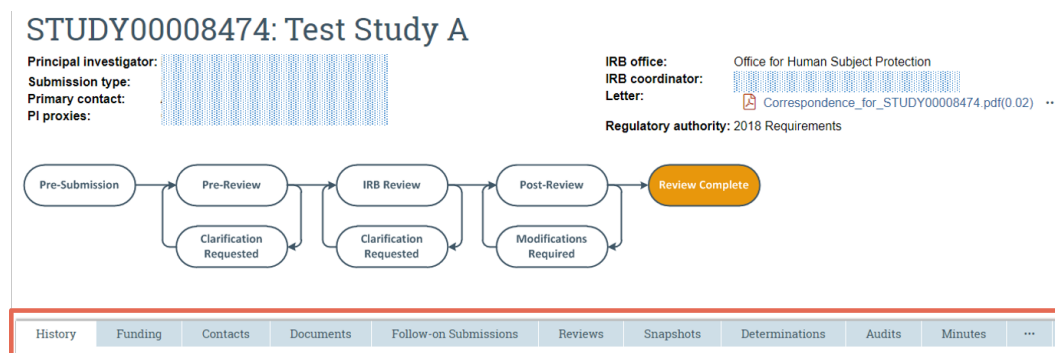 STUDY00008474: Test Study A
Principal investigator:
Submission type:
Primary contact:
PI proxies:
IRB office: Office for Human Subject Protection
IRB coordinator:
Letter: Correspondence_for_STUDY00008474.pdf(0.02) ...
Regulatory authority: 2018 Requirements
Pre-Submission
Pre-Review
IRB Review
Post-Review
Review Complete
Clarification
Requested
Clarification
Requested
Modifications
Required
History Funding Contacts Documents Follow-on Submissions Reviews Snapshots Determinations Audits Minutes ...